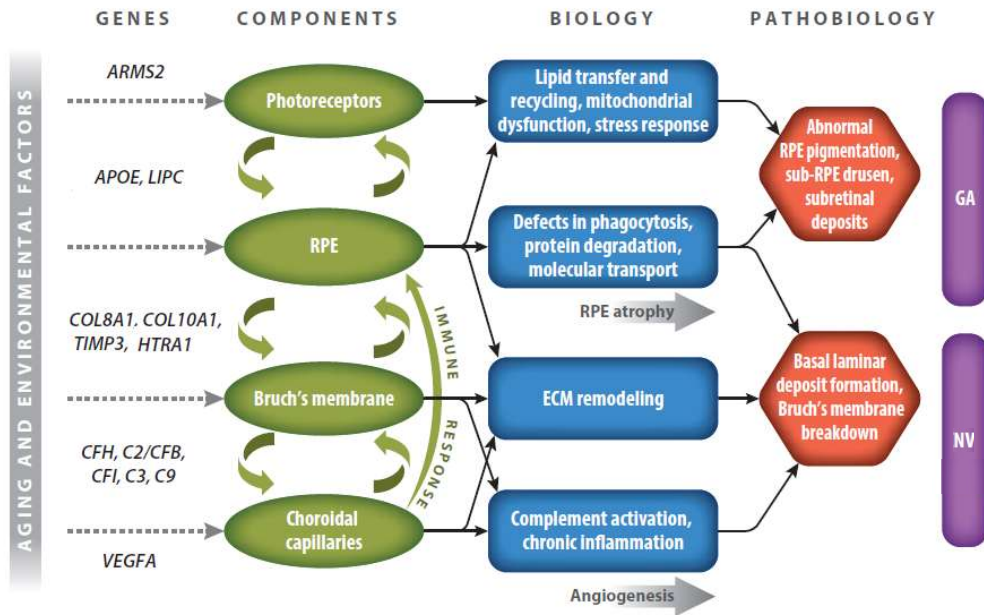 GENES COMPONENTS BIOLOGY PATHOBIOLOGY
AGING AND ENVIRONMENTAL FACTORS
ARMS2
APOE, LIPC
COL8A1, COL10A1,
TIMP3, HTRA1
CFH, C2/CFB,
CFI, C3, C9
VEGFA
Photoreceptors
RPE
Bruch's membrane
Choroidal
capillaries
IMMUNE
RESPONSE
Lipid transfer and
recycling, mitochondrial
dysfunction, stress response
Defects in phagocytosis,
protein degradation,
molecular transport
RPE atrophy
ECM remodeling
Complement activation,
chronic inflammation
Angiogenesis
Abnormal
RPE pigmentation,
sub-RPE drusen,
subretinal
deposits
Basal laminar
deposit formation,
Bruch's membrane
breakdown
GA
NV